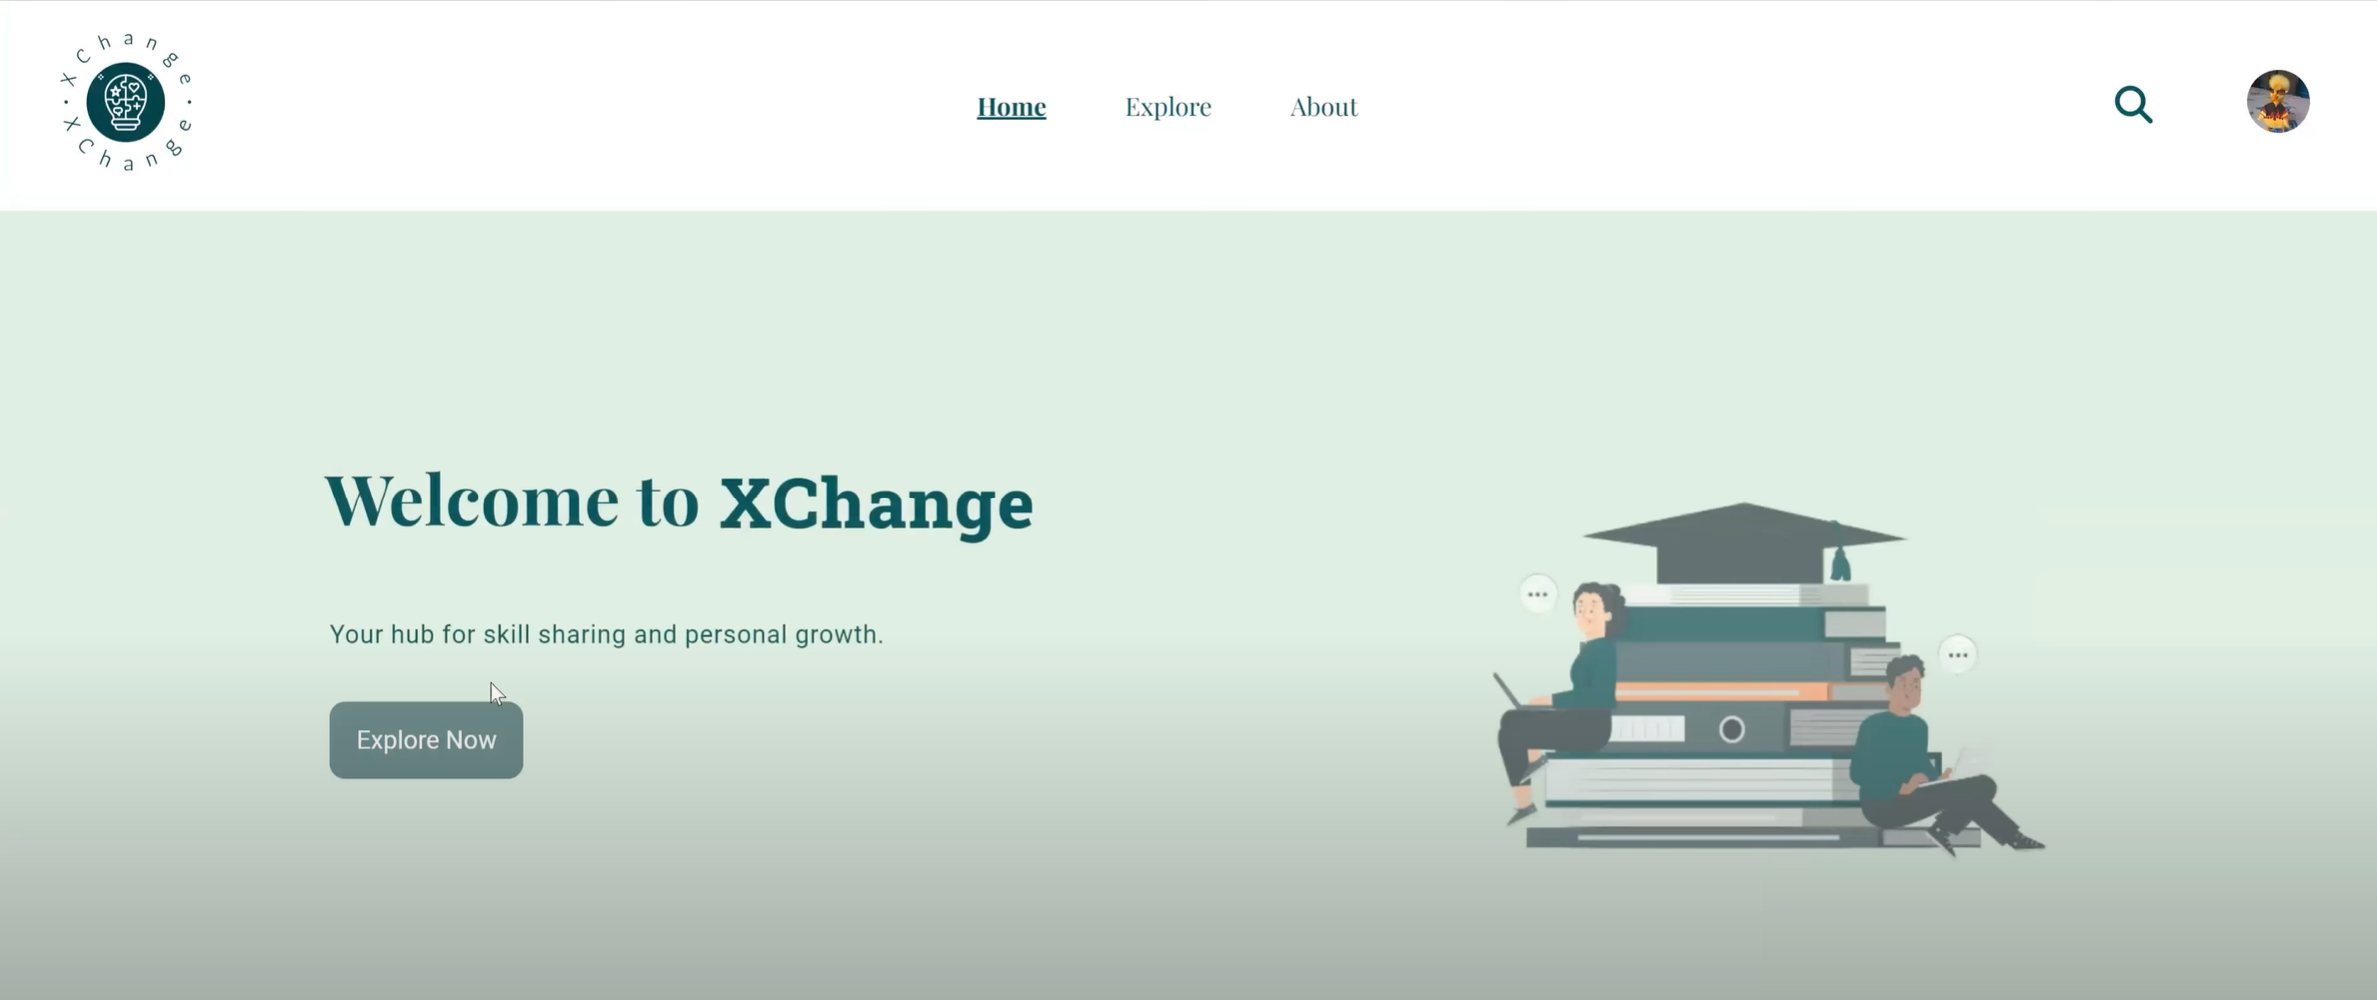 XChange · XChange ·
Home
Explore
About
Welcome to XChange
Your hub for skill sharing and personal growth.
Explore Now